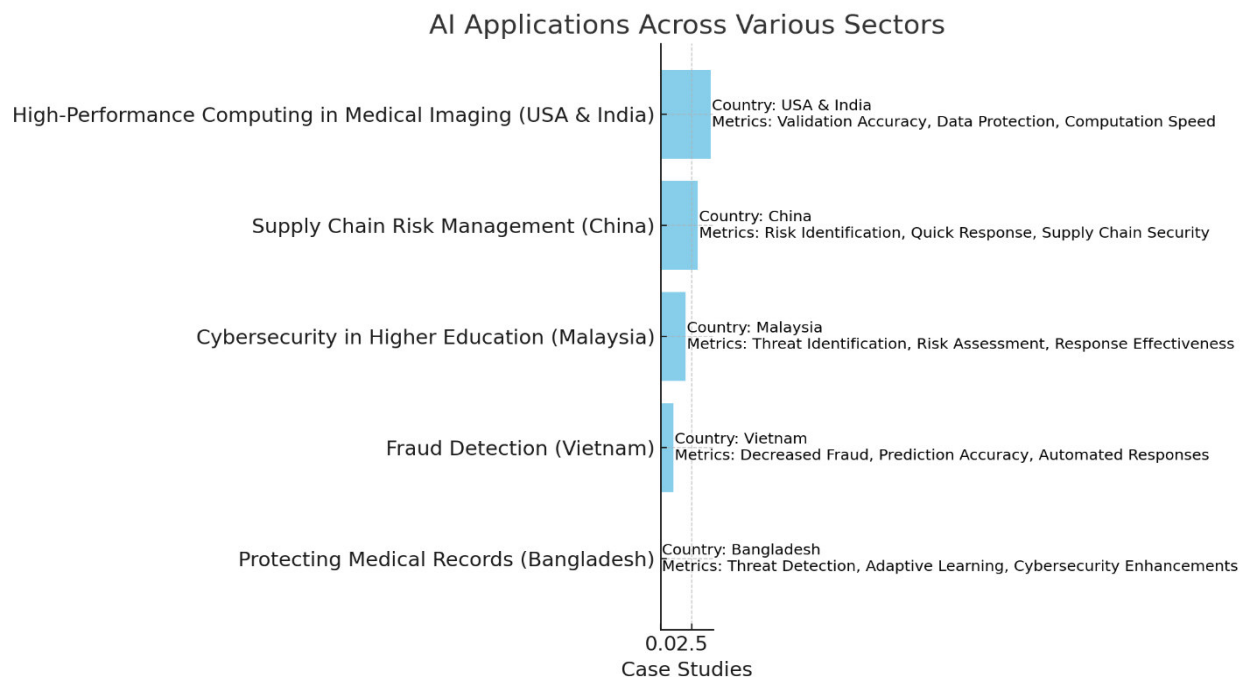 AI Applications Across Various Sectors
High-Performance Computing in Medical Imaging (USA & India)
Country: USA & India
Metrics: Validation Accuracy, Data Protection, Computation Speed
Supply Chain Risk Management (China)
Country: China
Metrics: Risk Identification, Quick Response, Supply Chain Security
Cybersecurity in Higher Education (Malaysia)
Country: Malaysia
Metrics: Threat Identification, Risk Assessment, Response Effectiveness
Fraud Detection (Vietnam)
Country: Vietnam
Metrics: Decreased Fraud, Prediction Accuracy, Automated Responses
Protecting Medical Records (Bangladesh)
Country: Bangladesh
Metrics: Threat Detection, Adaptive Learning, Cybersecurity Enhancements
0.02.5
Case Studies